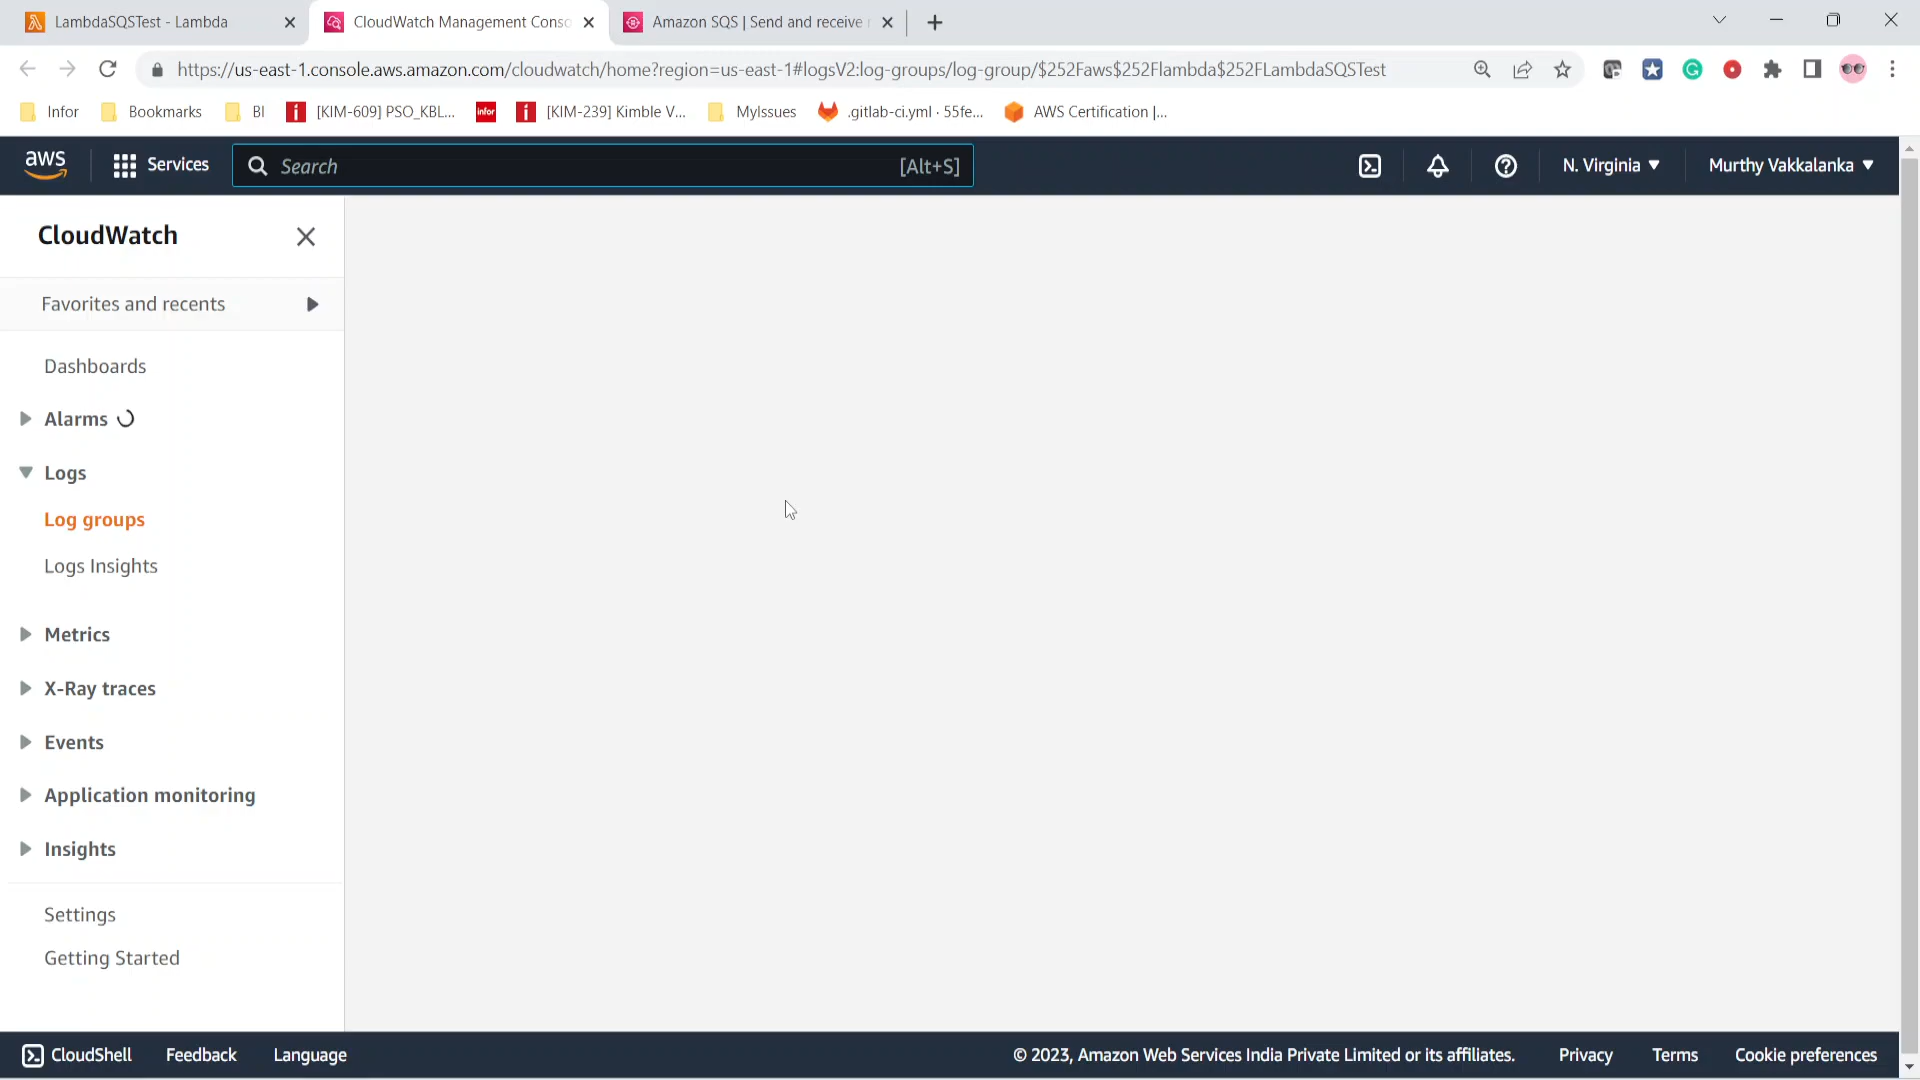 LambdaSQSTest - Lambda
CloudWatch Management Conso
Amazon SQS | Send and receive
https://us-east-1.console.aws.amazon.com/cloudwatch/home?region=us-east-1#logsV2:log-groups/log-group/$252Faws$252Flambda$252FLambdaSQSTest
Infor
Bookmarks
BI
[KIM-609] PSO_KBL...
infor
[KIM-239] Kimble V...
MyIssues
.gitlab-ci.yml · 55fe...
AWS Certification |...
aws
Services
Search
[Alt+S]
N. Virginia
Murthy Vakkalanka
CloudWatch
Favorites and recents
Dashboards
Alarms
Logs
Log groups
Logs Insights
Metrics
X-Ray traces
Events
Application monitoring
Insights
Settings
Getting Started
CloudShell
Feedback
Language
© 2023, Amazon Web Services India Private Limited or its affiliates.
Privacy
Terms
Cookie preferences